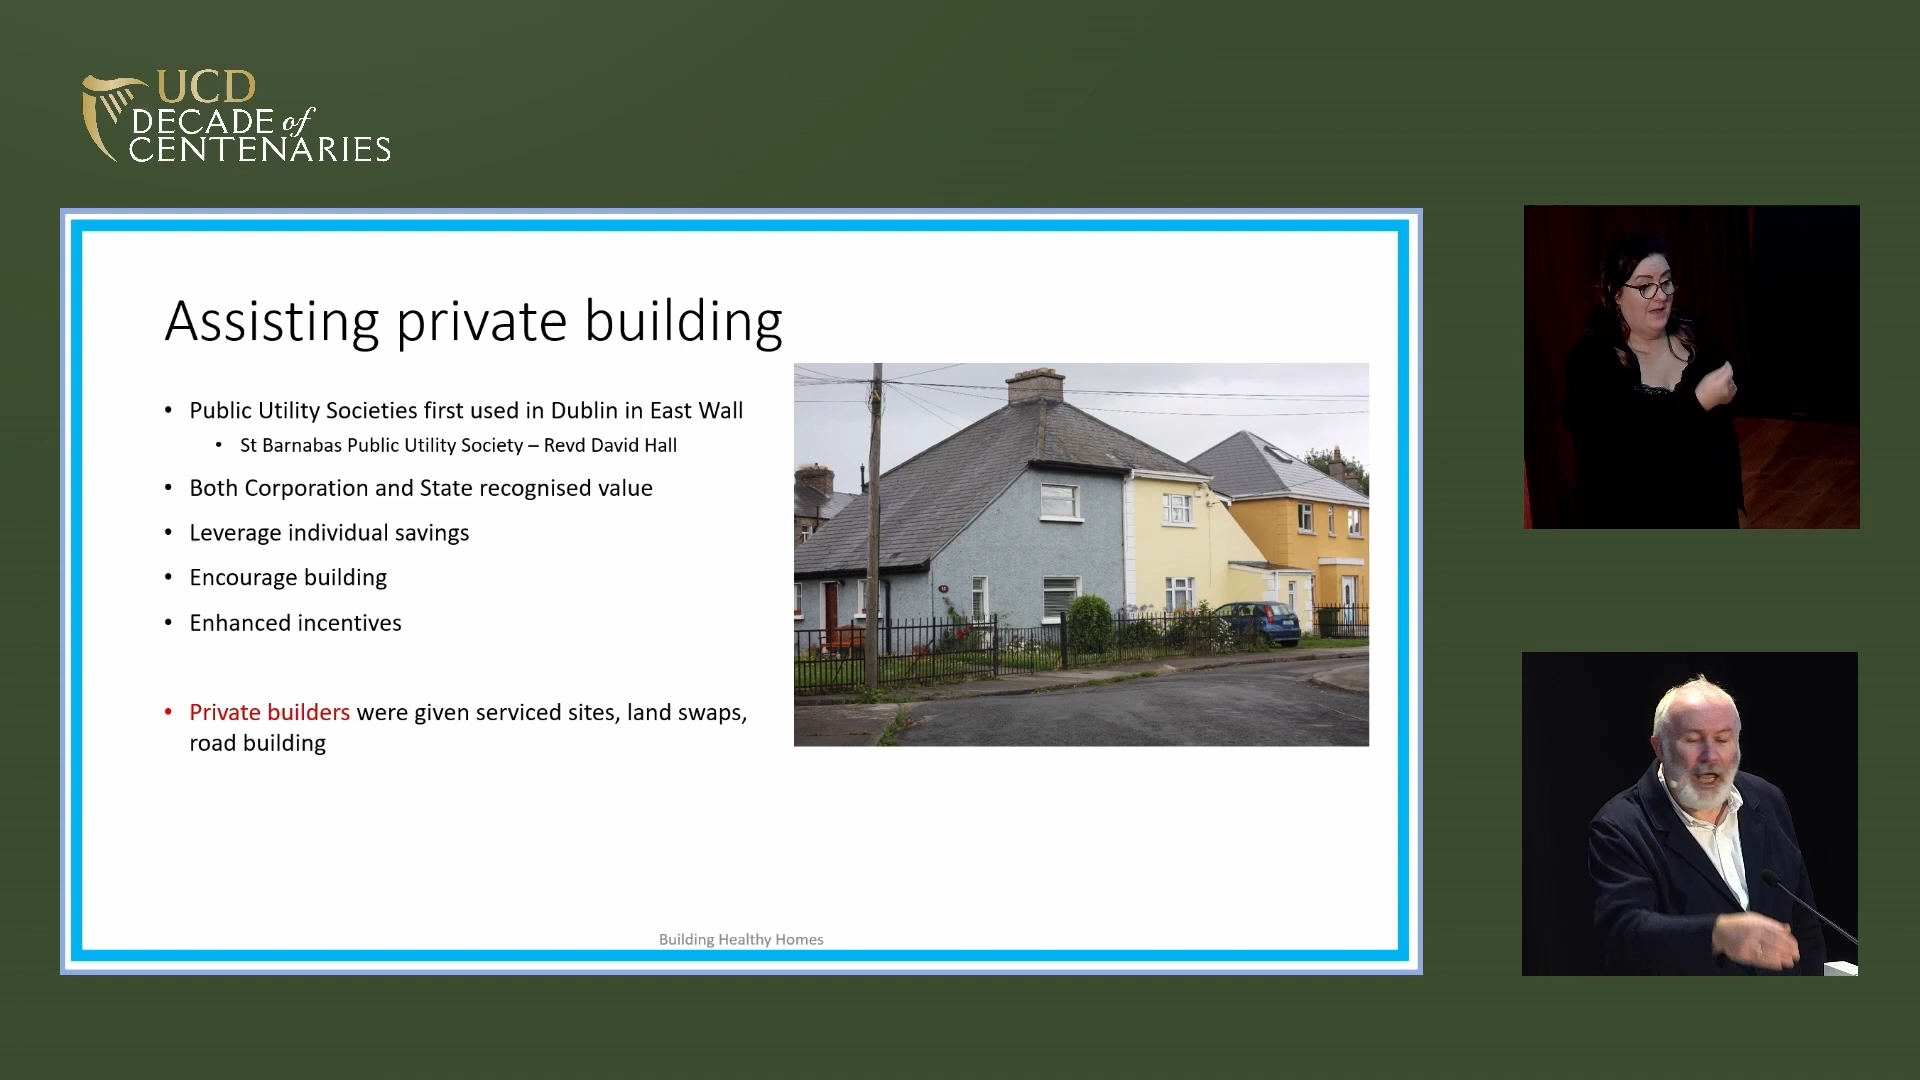 UCD
DECADE of
CENTENARIES
Assisting private building
• Public Utility Societies first used in Dublin in East Wall
• St Barnabas Public Utility Society – Revd David Hall
• Both Corporation and State recognised value
• Leverage individual savings
• Encourage building
• Enhanced incentives
• Private builders were given serviced sites, land swaps,
road building
Building Healthy Homes